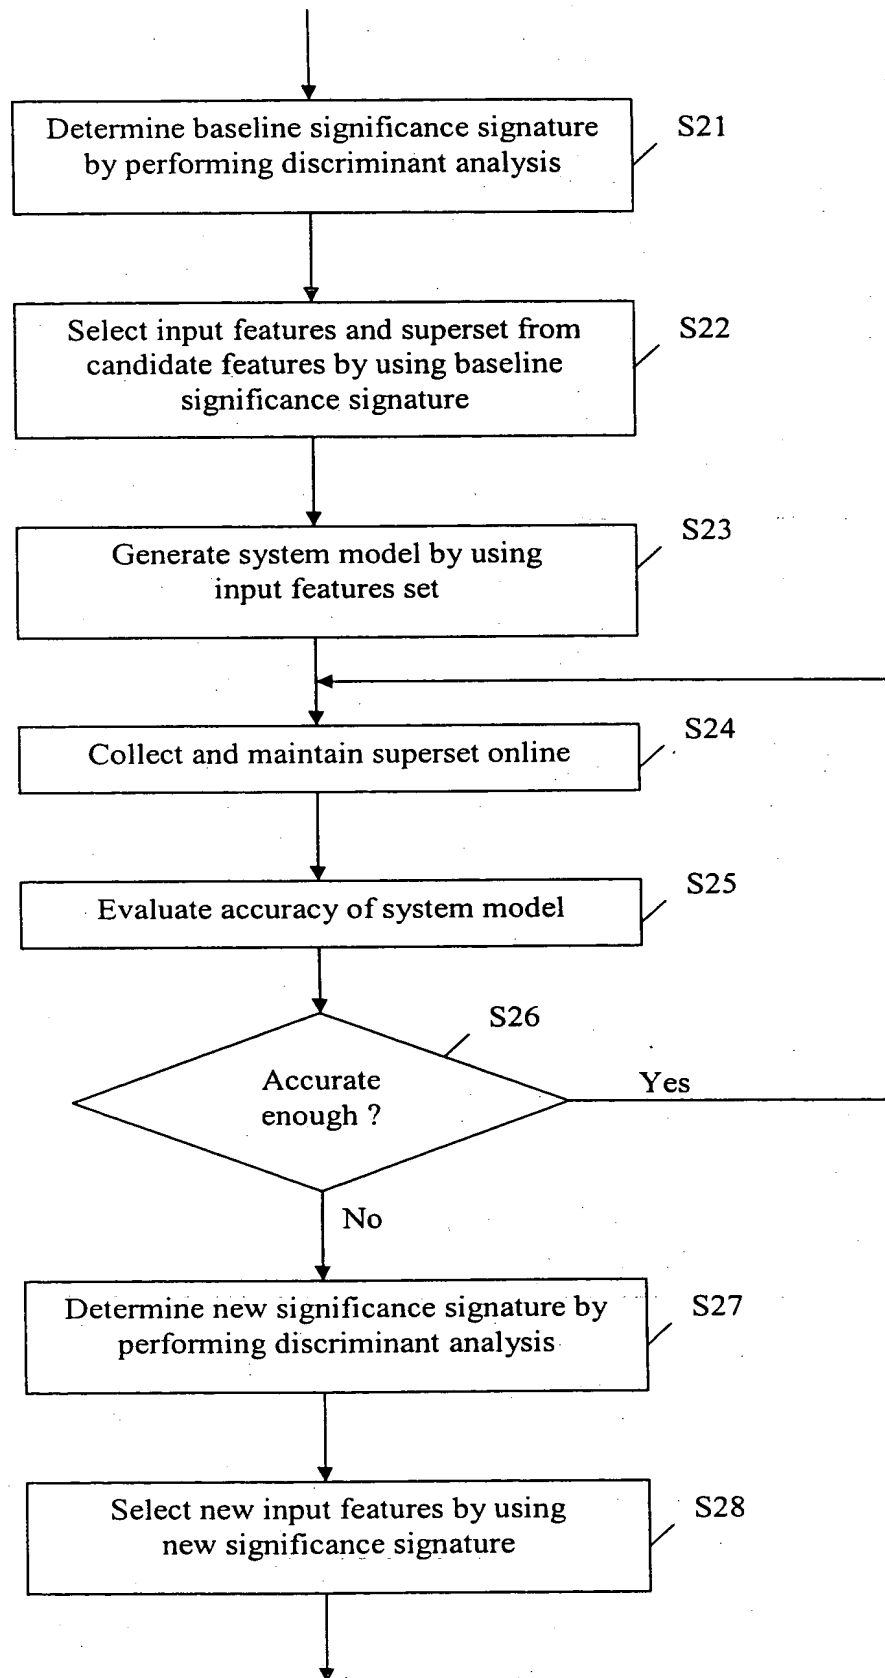 Determine baseline significance signature
by performing discriminant analysis
S21
Select input features and superset from
candidate features by using baseline
significance signature
S22
Generate system model by using
input features set
S23
Collect and maintain superset online
S24
Evaluate accuracy of system model
S25
S26
Accurate
enough ?
Yes
No
Determine new significance signature by
performing discriminant analysis
S27
Select new input features by using
new significance signature
S28